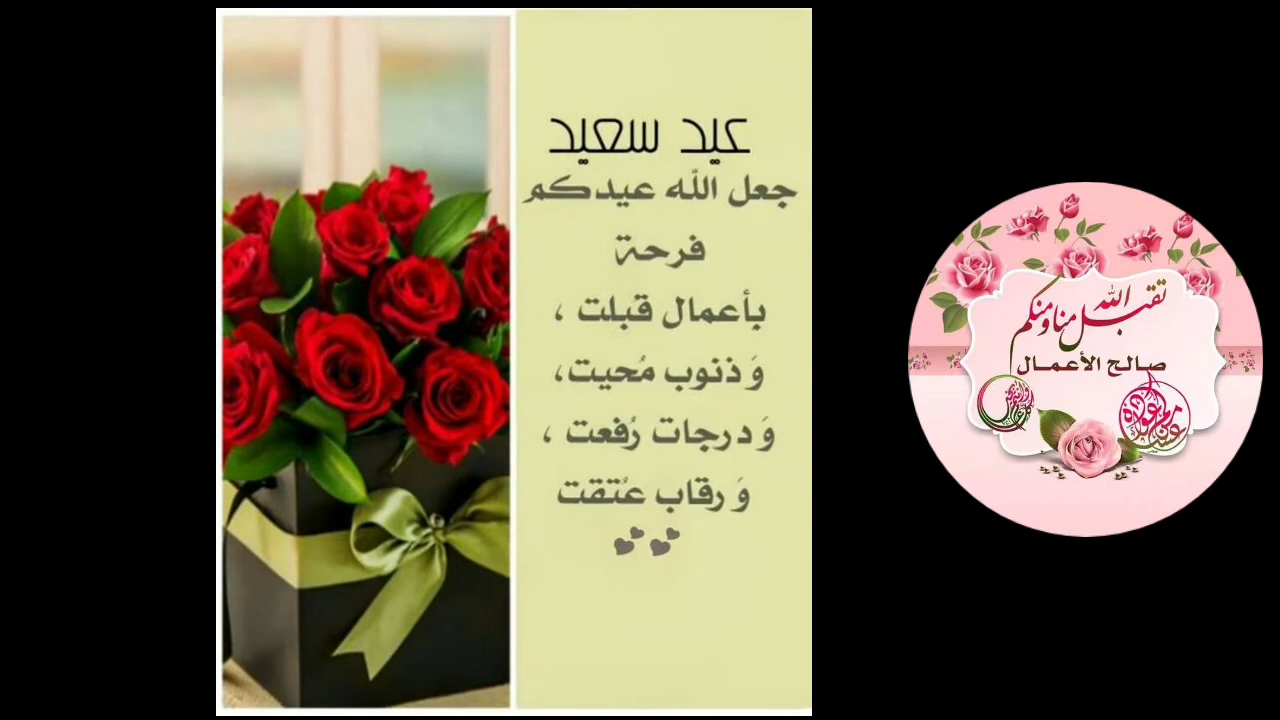 عيد سعيد
جعل الله عيدكم
فرحة
بأعمال قبلت ،
وَ ذنوب مُحيت،
وَ درجات رُفعت ،
وَ رقاب عُتقت
تقبل الله منا ومنكم
صالح الأعمال